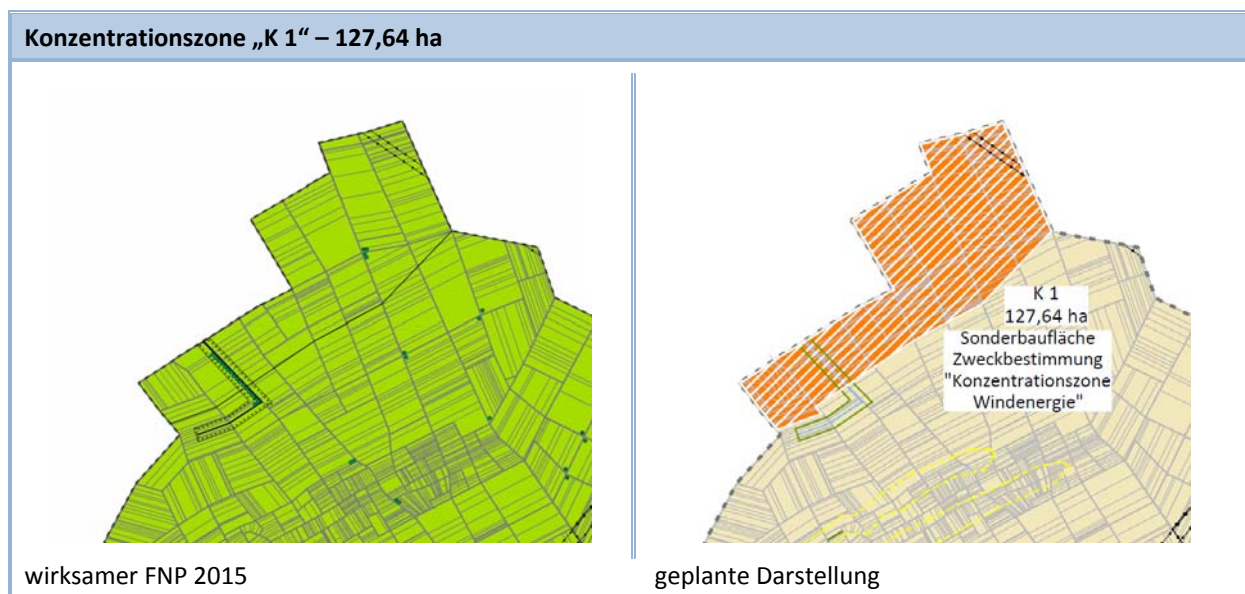 Konzentrationszone „K 1“ – 127,64 ha
K 1
127,64 ha
Sonderbaufläche
Zweckbestimmung
"Konzentrationszone
Windenergie"
wirksamer FNP 2015
geplante Darstellung